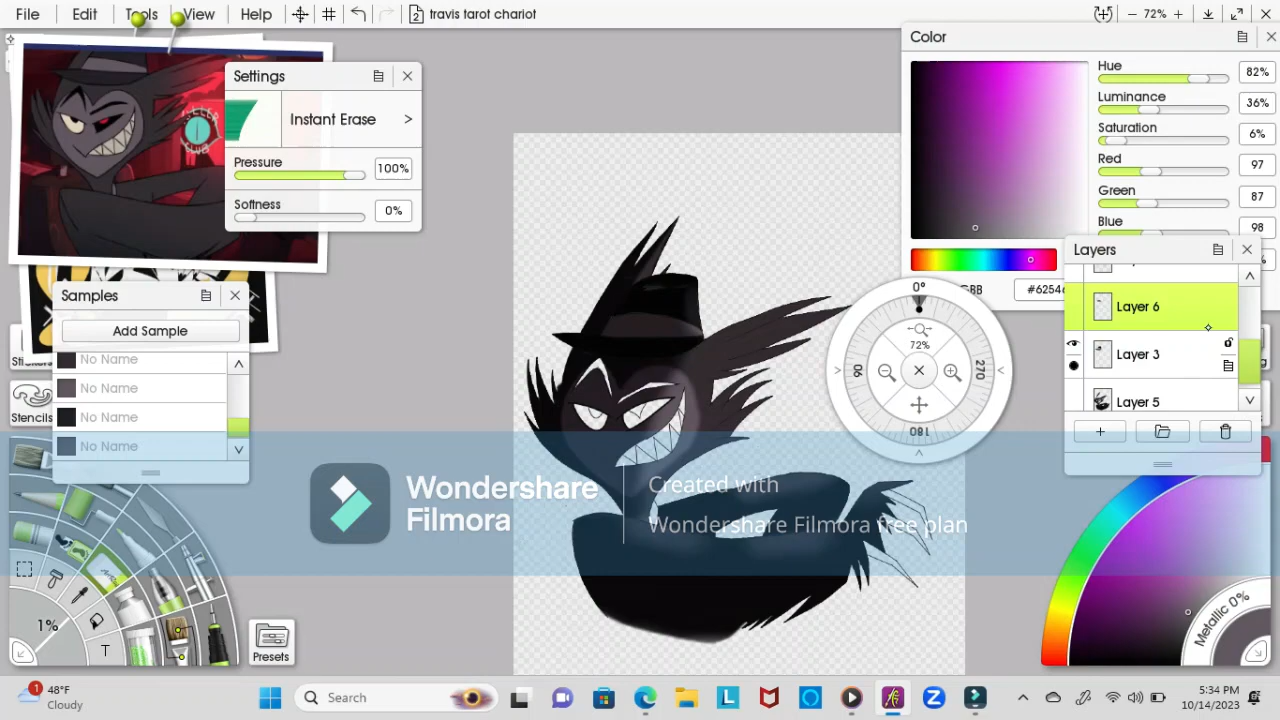 File Edit Tools View Help 2 travis tarot chariot − 72% +
Settings
Instant Erase >
Pressure
100%
Softness
0%
Samples
Add Sample
No Name
No Name
No Name
No Name
Stencils
1%
T
Presets
Color
Hue
82%
Luminance
36%
Saturation
6%
Red
97
Green
87
Blue
98
Layers
Layer 6
Layer 3
Layer 5
0°
72%
90
270
180
Metallic 0%
Wondershare
Filmora
Created with
Wondershare Filmora free plan
1
48°F
Cloudy
Search
5:34 PM
10/14/2023